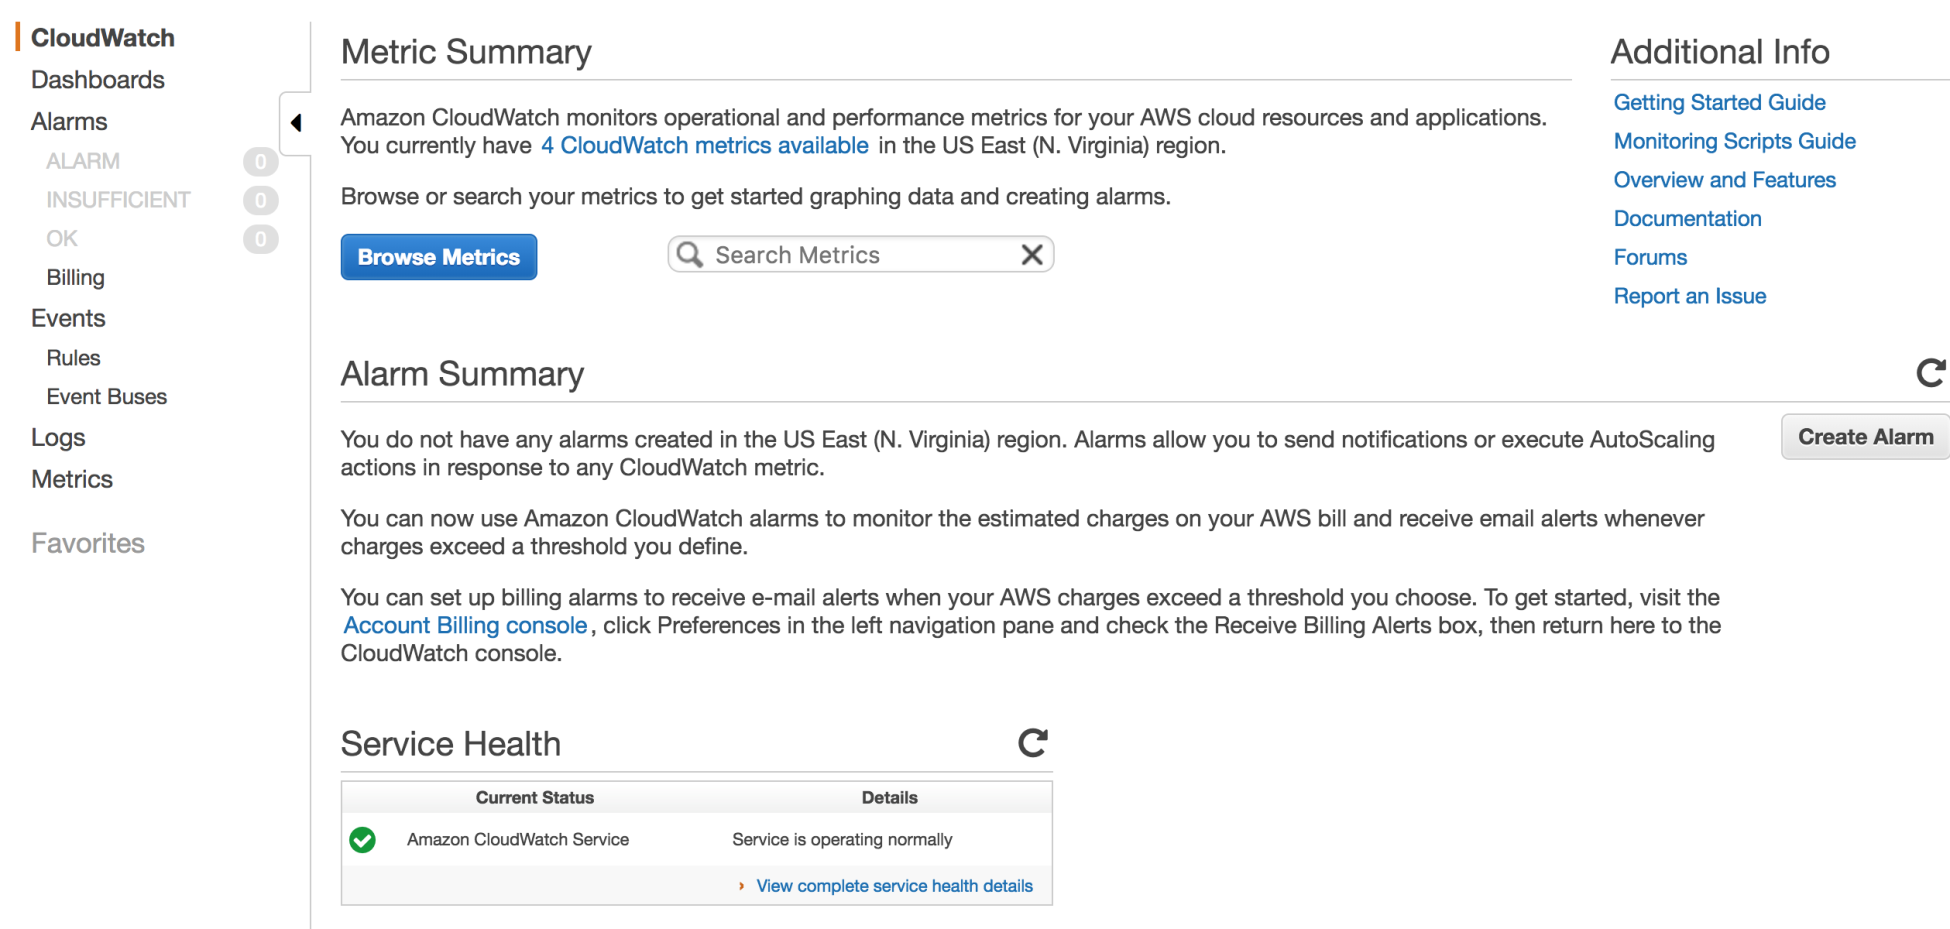 CloudWatch
Dashboards
Alarms
ALARM 0
INSUFFICIENT 0
OK 0
Billing
Events
Rules
Event Buses
Logs
Metrics
Favorites
Metric Summary
Amazon CloudWatch monitors operational and performance metrics for your AWS cloud resources and applications.
You currently have 4 CloudWatch metrics available in the US East (N. Virginia) region.
Browse or search your metrics to get started graphing data and creating alarms.
Browse Metrics
Search Metrics
Additional Info
Getting Started Guide
Monitoring Scripts Guide
Overview and Features
Documentation
Forums
Report an Issue
Alarm Summary
You do not have any alarms created in the US East (N. Virginia) region. Alarms allow you to send notifications or execute AutoScaling
actions in response to any CloudWatch metric.
Create Alarm
You can now use Amazon CloudWatch alarms to monitor the estimated charges on your AWS bill and receive email alerts whenever
charges exceed a threshold you define.
You can set up billing alarms to receive e-mail alerts when your AWS charges exceed a threshold you choose. To get started, visit the
Account Billing console, click Preferences in the left navigation pane and check the Receive Billing Alerts box, then return here to the
CloudWatch console.
Service Health
Current Status Details
Amazon CloudWatch Service Service is operating normally
› View complete service health details